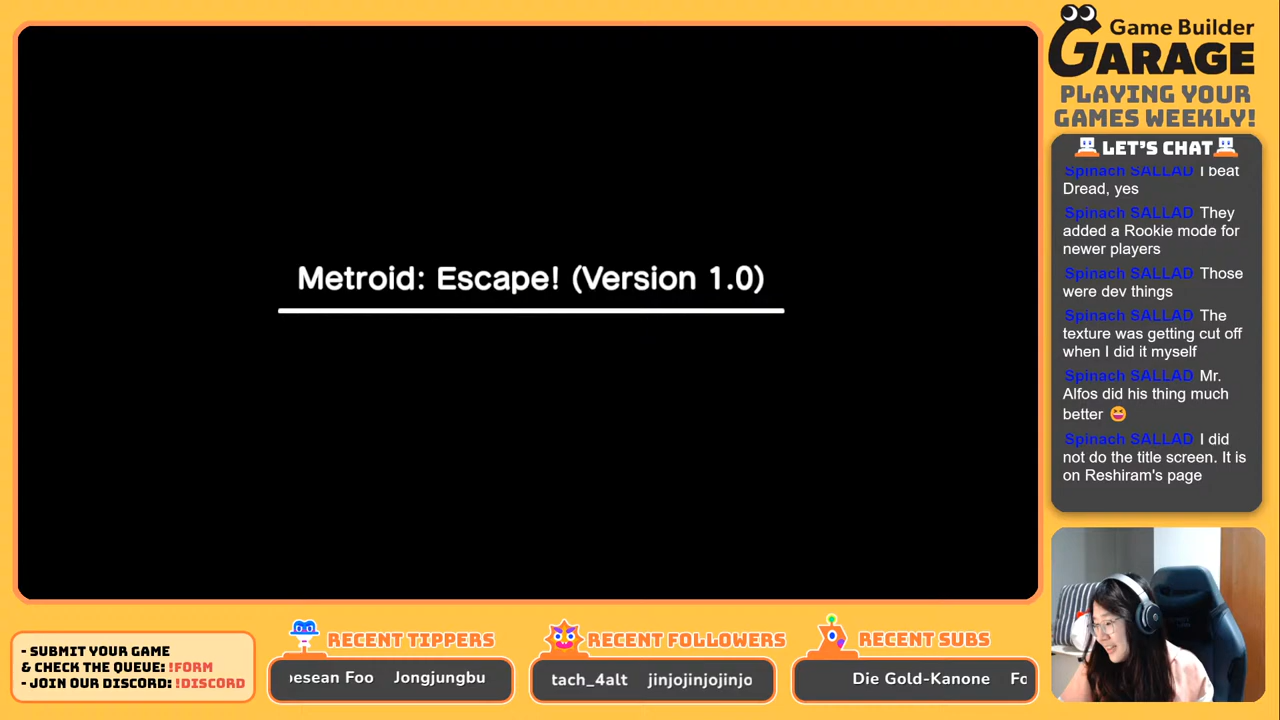 Metroid: Escape! (Version 1.0)
Game Builder
GARAGE
PLAYING YOUR
GAMES WEEKLY!
LET'S CHAT
Spinach SALLAD I beat
Dread, yes
Spinach SALLAD They
added a Rookie mode for
newer players
Spinach SALLAD Those
were dev things
Spinach SALLAD The
texture was getting cut off
when I did it myself
Spinach SALLAD Mr.
Alfos did his thing much
better 😆
Spinach SALLAD I did
not do the title screen. It is
on Reshiram's page
- SUBMIT YOUR GAME
& CHECK THE QUEUE: !FORM
- JOIN OUR DISCORD: !DISCORD
RECENT TIPPERS
Foo Jongjungbu
RECENT FOLLOWERS
tach_4alt jinjojinjojinjo
RECENT SUBS
Die Gold-Kanone Fo